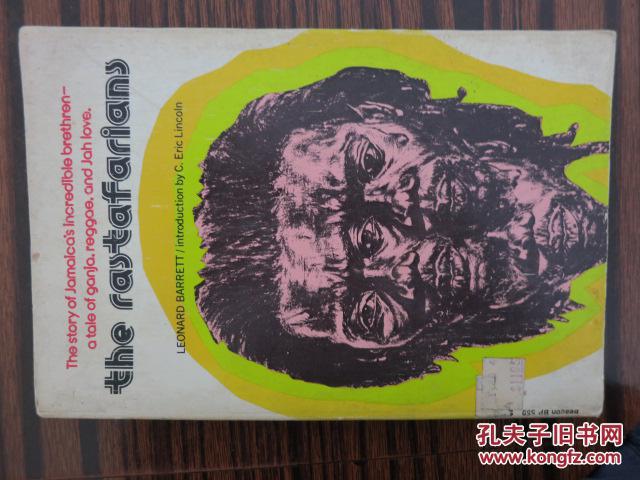 The story of Jamaica's incredible brethren—
a tale of ganja, reggae, and Jah love.
the rastafarians
LEONARD BARRETT / introduction by C. Eric Lincoln
Beacon BP 559
孔夫子旧书网
www.kongfz.com